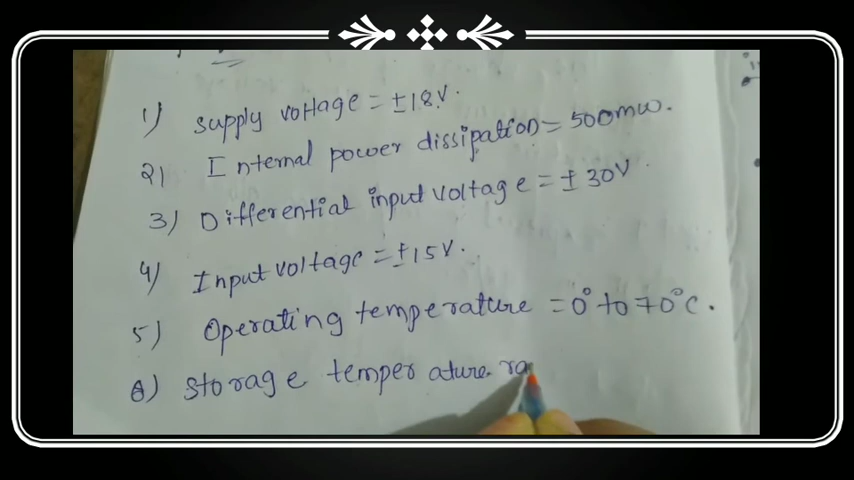 1) supply voltage = ±18V.
2) Internal power dissipation = 500mw.
3) Differential input voltage = ±30V.
4) Input voltage = ±15V.
5) Operating temperature = 0° to 70°C.
6) storage temperature ra